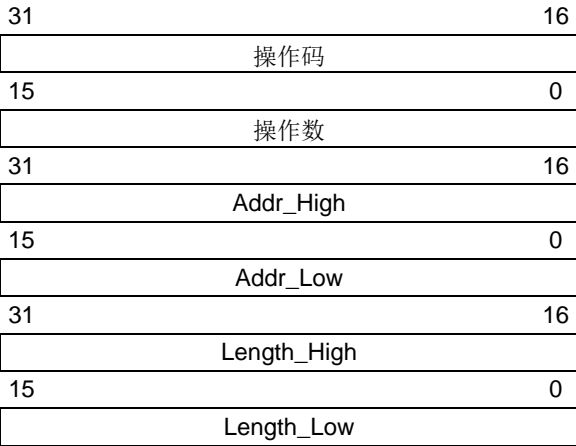 31 16
操作码
15 0
操作数
31 16
Addr_High
15 0
Addr_Low
31 16
Length_High
15 0
Length_Low